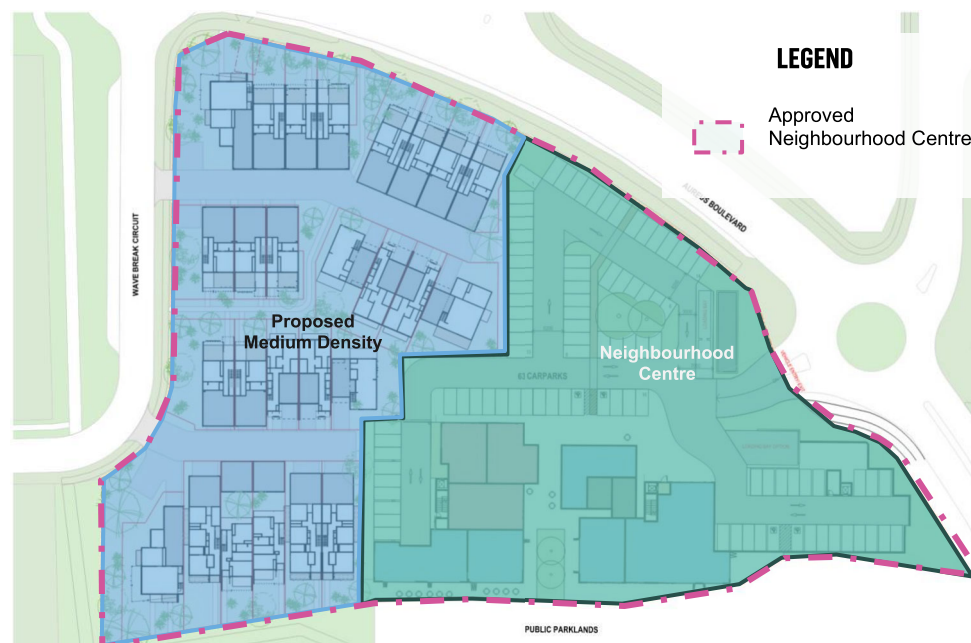 LEGEND
Approved
Neighbourhood Centre
BOULEVARD
WAVE BREAK CIRCUIT
Proposed
Medium Density
Neighbourhood
Centre
61 CARPARKS
PUBLIC PARKLANDS